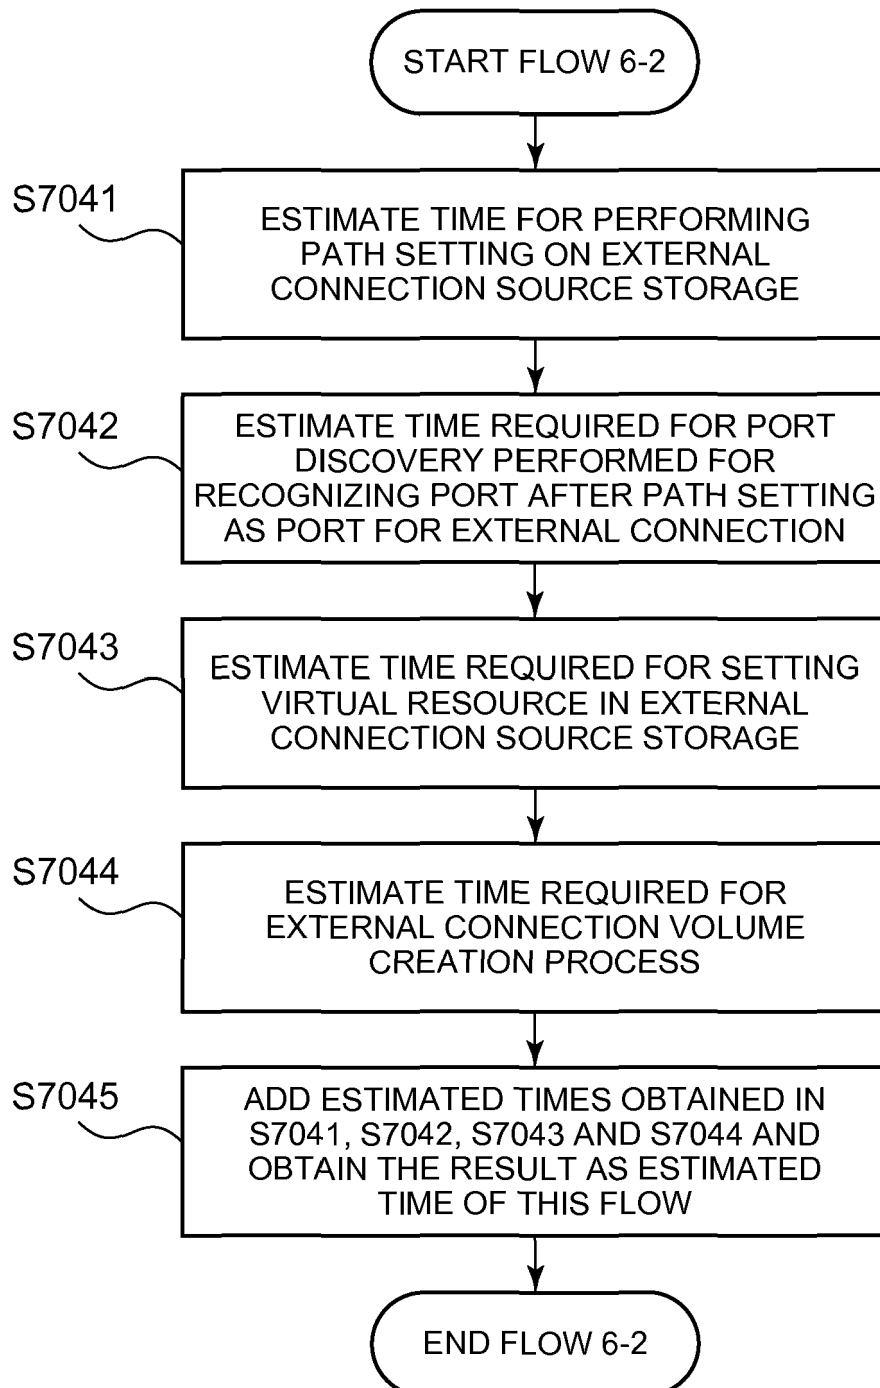 START FLOW 6-2
S7041
ESTIMATE TIME FOR PERFORMING
PATH SETTING ON EXTERNAL
CONNECTION SOURCE STORAGE
S7042
ESTIMATE TIME REQUIRED FOR PORT
DISCOVERY PERFORMED FOR
RECOGNIZING PORT AFTER PATH SETTING
AS PORT FOR EXTERNAL CONNECTION
S7043
ESTIMATE TIME REQUIRED FOR SETTING
VIRTUAL RESOURCE IN EXTERNAL
CONNECTION SOURCE STORAGE
S7044
ESTIMATE TIME REQUIRED FOR
EXTERNAL CONNECTION VOLUME
CREATION PROCESS
S7045
ADD ESTIMATED TIMES OBTAINED IN
S7041, S7042, S7043 AND S7044 AND
OBTAIN THE RESULT AS ESTIMATED
TIME OF THIS FLOW
END FLOW 6-2